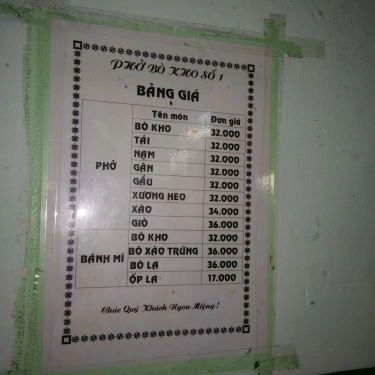 PHỞ BÒ KHO SỐ 1
BẢNG GIÁ
Tên món Đơn giá
PHỞ
BÒ KHO 32.000
TÁI 32.000
NẠM 32.000
GÂN 32.000
GẦU 32.000
XƯƠNG HEO 32.000
XÀO 34.000
GIÒ 36.000
BÁNH MÌ
BÒ KHO 32.000
BÒ XÀO TRỨNG 36.000
BÒ LA 36.000
ỐP LA 17.000
Chúc Quý Khách Ngon Miệng !